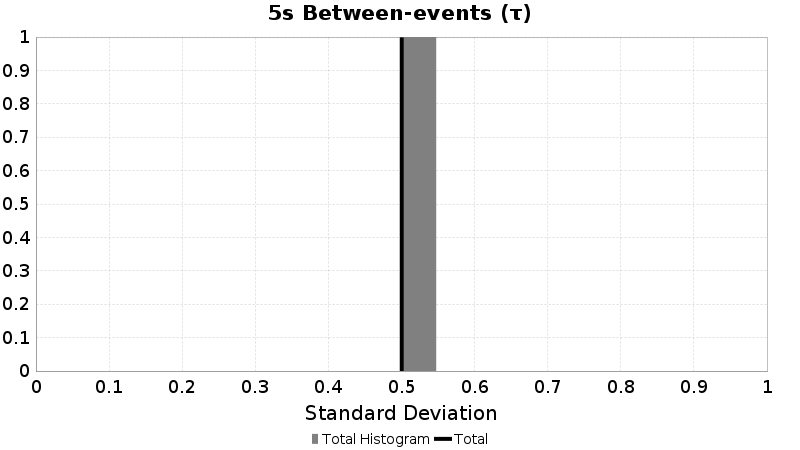 5s Between-events (τ)
1
0.9
0.8
0.7
0.6
0.5
0.4
0.3
0.2
0.1
0
0 0.1 0.2 0.3 0.4 0.5 0.6 0.7 0.8 0.9 1
Standard Deviation
Total Histogram Total